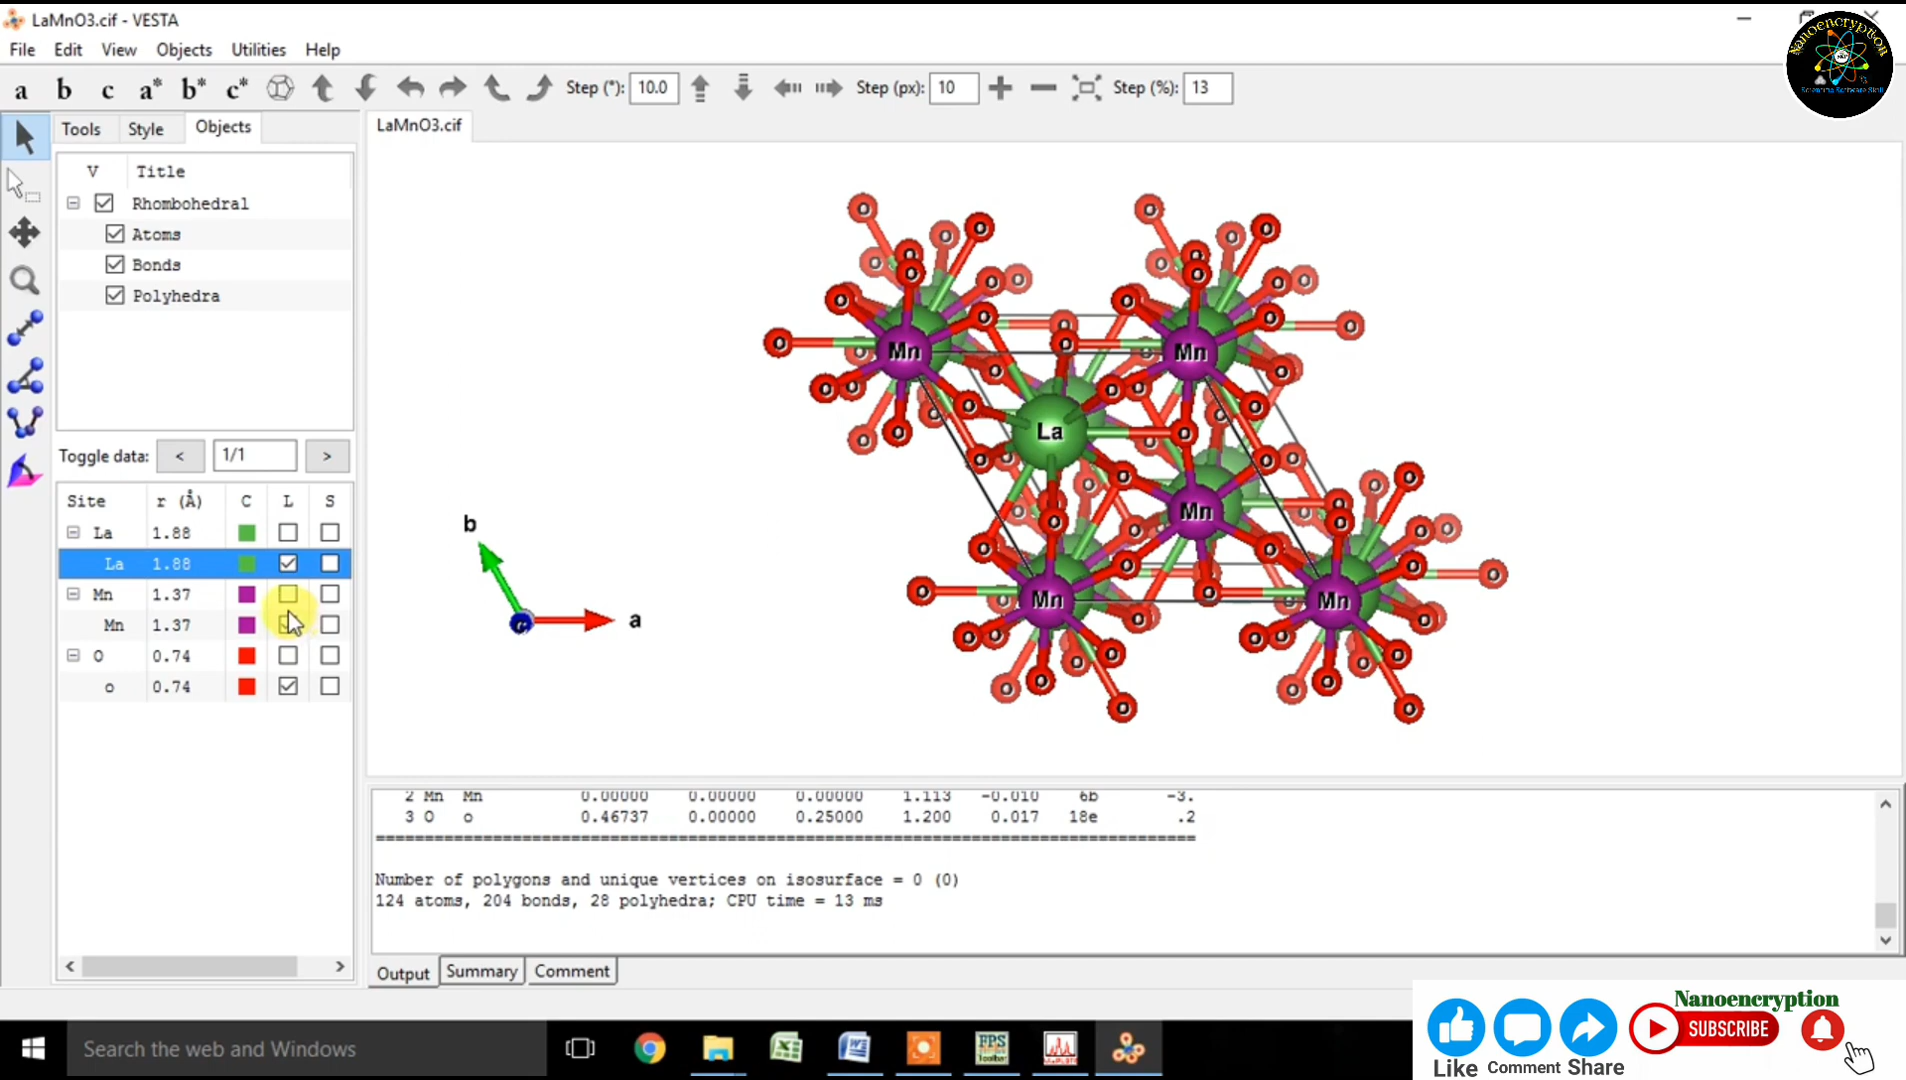 LaMnO3.cif - VESTA
File Edit View Objects Utilities Help
a b c a* b* c* Step (°): 10.0 Step (px): 10 Step (%): 13
Nanoencryption
Scientific Software Skill
Tools Style Objects
LaMnO3.cif
V Title
Rhombohedral
Atoms
Bonds
Polyhedra
Toggle data: < 1/1 >
Site r (Å) C L S
La 1.88
La 1.88
Mn 1.37
Mn 1.37
O 0.74
o 0.74
b
a
Mn Mn
La
Mn
Mn Mn
2 Mn Mn 0.00000 0.00000 0.00000 1.113 -0.010 6b -3.
3 O o 0.46737 0.00000 0.25000 1.200 0.017 18e .2
Number of polygons and unique vertices on isosurface = 0 (0)
124 atoms, 204 bonds, 28 polyhedra; CPU time = 13 ms
Output Summary Comment
Nanoencryption
SUBSCRIBE
Like Comment Share
Search the web and Windows
FPS